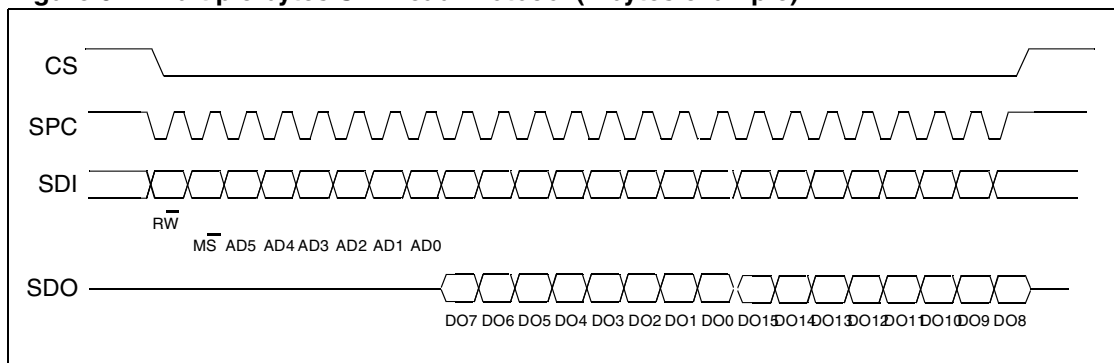 CS
SPC
SDI
RW
MS AD5 AD4 AD3 AD2 AD1 AD0
SDO
DO7 DO6 DO5 DO4 DO3 DO2 DO1 DO0 DO15 DO14 DO13 DO12 DO11 DO10 DO9 DO8